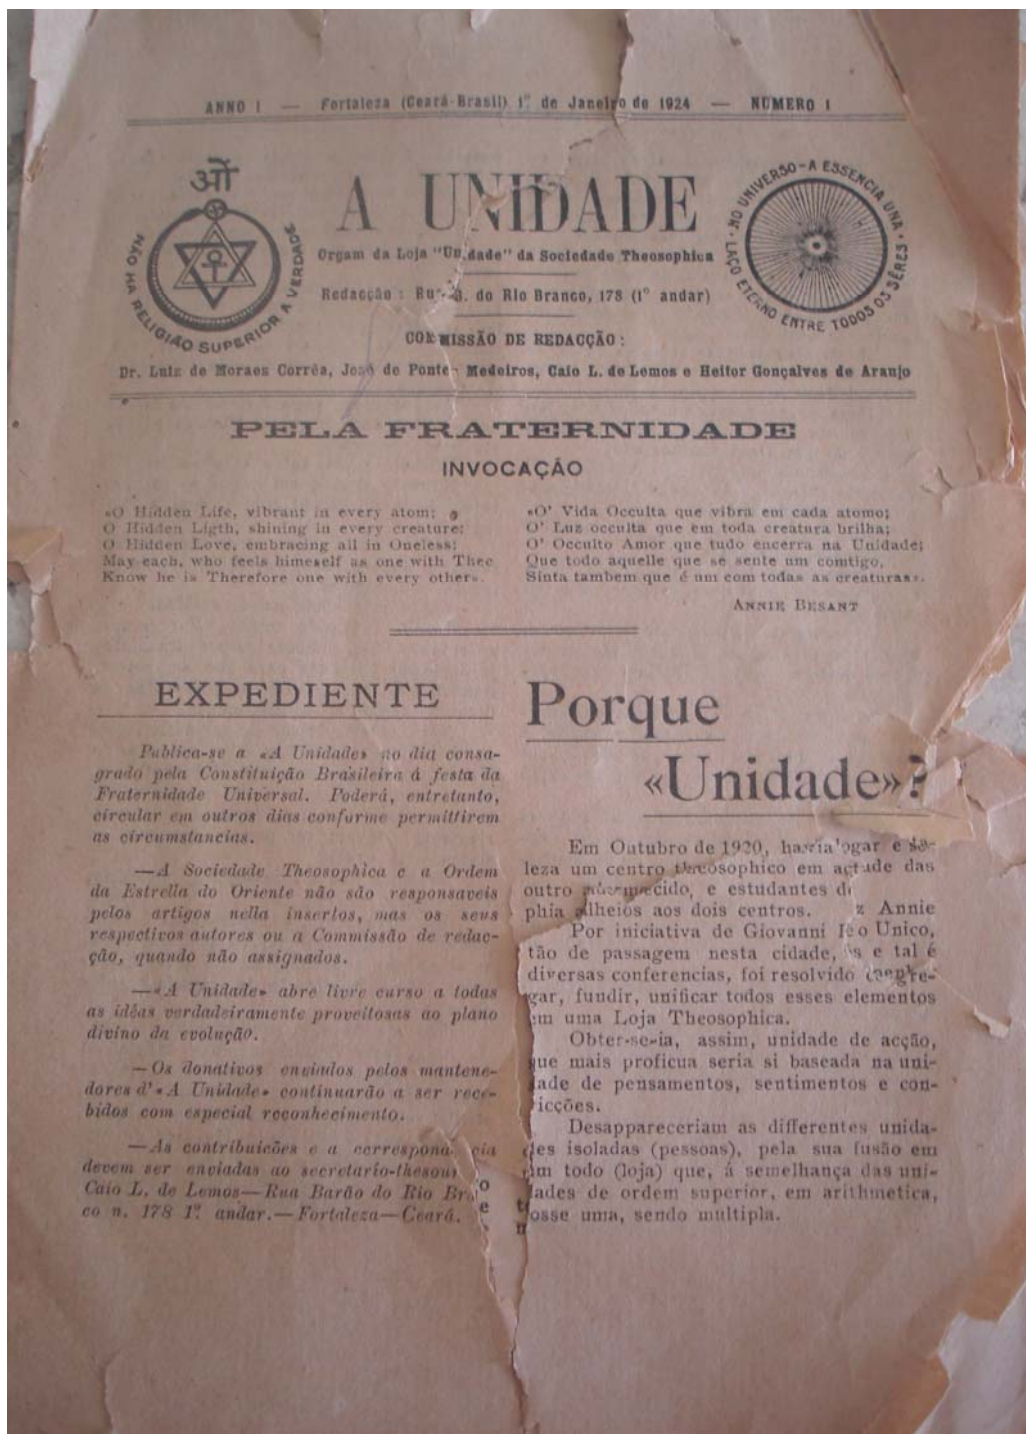 ANNO I — Fortaleza (Ceará-Brasil) 1º de Janeiro de 1924 — NUMERO 1
ओं
NÃO HA RELIGIÃO SUPERIOR A VERDADE
A UNIDADE
NO UNIVERSO - A ESSENCIA UNA · LAÇO ETERNO ENTRE TODOS OS SÊRES ·
Orgam da Loja "Unidade" da Sociedade Theosophica
Redacção : do Rio Branco, 178 (1º andar)
COMMISSÃO DE REDACÇÃO :
Dr. Luiz de Moraes Corrêa, José de Ponte Medeiros, Caio L. de Lemos e Heitor Gonçalves de Araujo
PELA FRATERNIDADE
INVOCAÇÃO
«O Hidden Life, vibrant in every atom;
O Hidden Ligth, shining in every creature;
O Hidden Love, embracing all in Oneless;
May each, who feels himeself as one with Thee
Know he is Therefore one with every other».
«O' Vida Occulta que vibra em cada atomo;
O' Luz occulta que em toda creatura brilha;
O' Occulto Amor que tudo encerra na Unidade;
Que todo aquelle que se sente um comtigo,
Sinta tambem que é um com todas as creaturas».
ANNIE BESANT
EXPEDIENTE
Publica-se a «A Unidade» no dia consa-
grado pela Constituição Brasileira á festa da
Fraternidade Universal. Poderá, entretanto,
circular em outros dias conforme permittirem
as circumstancias.
—A Sociedade Theosophica e a Ordem
da Estrella do Oriente não são responsaveis
pelos artigos nella insertos, mas os seus
respectivos autores ou a Commissão de redac-
ção, quando não assignados.
—«A Unidade» abre livre curso a todas
as idéas verdadeiramente proveitosas ao plano
divino da evolução.
—Os donativos enviados pelos mantene-
dores d'«A Unidade» continuarão a ser rece-
bidos com especial reconhecimento.
—As contribuicões e a correspona cia
devem ser enviadas ao secretario-thesou
Caio L. de Lemos—Rua Barão do Rio Bra
co n. 178 1º andar.—Fortaleza—Ceará.
Porque
«Unidade»?
Em Outubro de 1920,
leza um centro theosophico em das
outro e estudantes
phia alheios aos dois centros. Annie
Por iniciativa de Giovanni Unico,
tão de passagem nesta cidade, e tal é
diversas conferencias, foi resolvido congre-
gar, fundir, unificar todos esses elementos
em uma Loja Theosophica.
Obter-se-ia, assim, unidade de acção,
que mais proficua seria si baseada na uni-
dade de pensamentos, sentimentos e con-
vicções.
Desappareceriam as differentes unida-
des isoladas (pessoas), pela sua fusão em
um todo (loja) que, á semelhança das uni-
dades de ordem superior, em arithmetica,
fosse uma, sendo multipla.